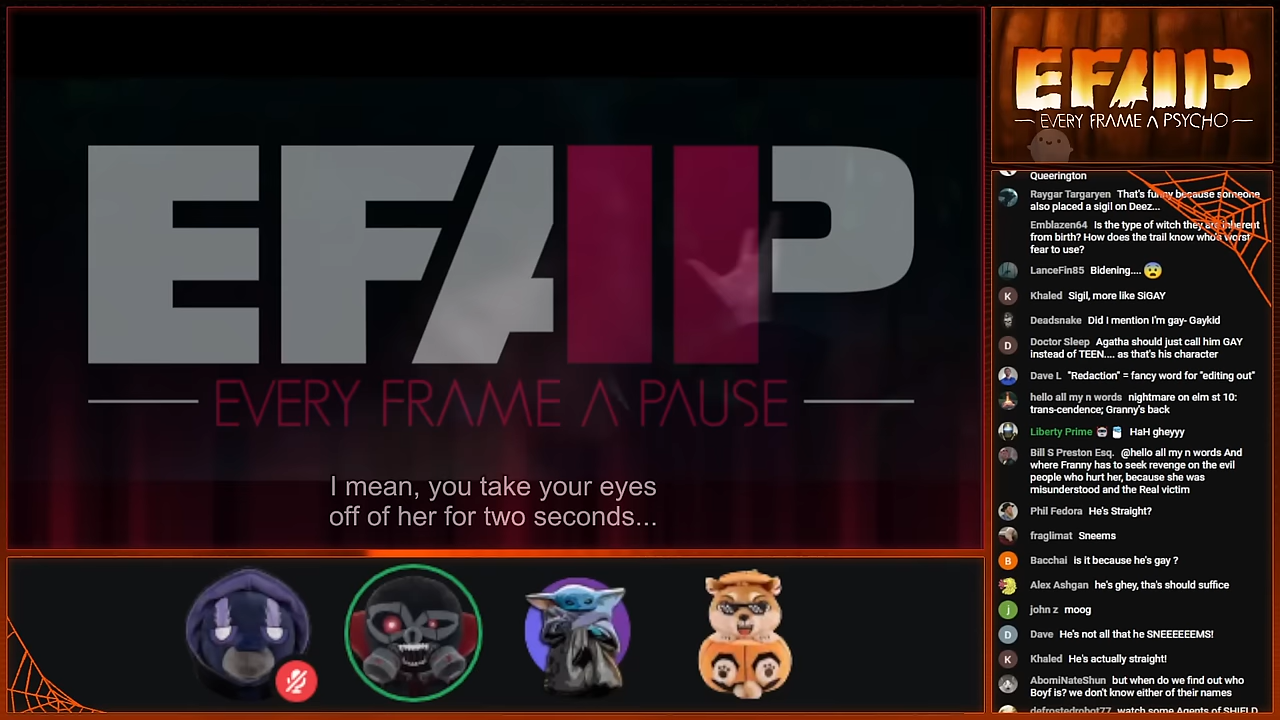 EFAP
EVERY FRAME A PAUSE
I mean, you take your eyes
off of her for two seconds...
EFAP
EVERY FRAME A PSYCHO
Queerington
Raygar Targaryen That's funny because someone
also placed a sigil on Deez...
Emblazen64 Is the type of witch they are inherent
from birth? How does the trail know who's worst
fear to use?
LanceFin85 Bidening.... 😨
K Khaled Sigil, more like SiGAY
Deadsnake Did I mention I'm gay- Gaykid
D Doctor Sleep Agatha should just call him GAY
instead of TEEN.... as that's his character
Dave L "Redaction" = fancy word for "editing out"
hello all my n words nightmare on elm st 10:
trans-cendence; Granny's back
Liberty Prime HaH gheyyy
Bill S Preston Esq. @hello all my n words And
where Franny has to seek revenge on the evil
people who hurt her, because she was
misunderstood and the Real victim
Phil Fedora He's Straight?
fraglimat Sneems
B Bacchai is it because he's gay ?
Alex Ashgan he's ghey, tha's should suffice
j john z moog
D Dave He's not all that he SNEEEEEMS!
K Khaled He's actually straight!
AbomiNateShun but when do we find out who
Boyf is? we don't know either of their names
defrostedrobot77 watch some Agents of SHIELD